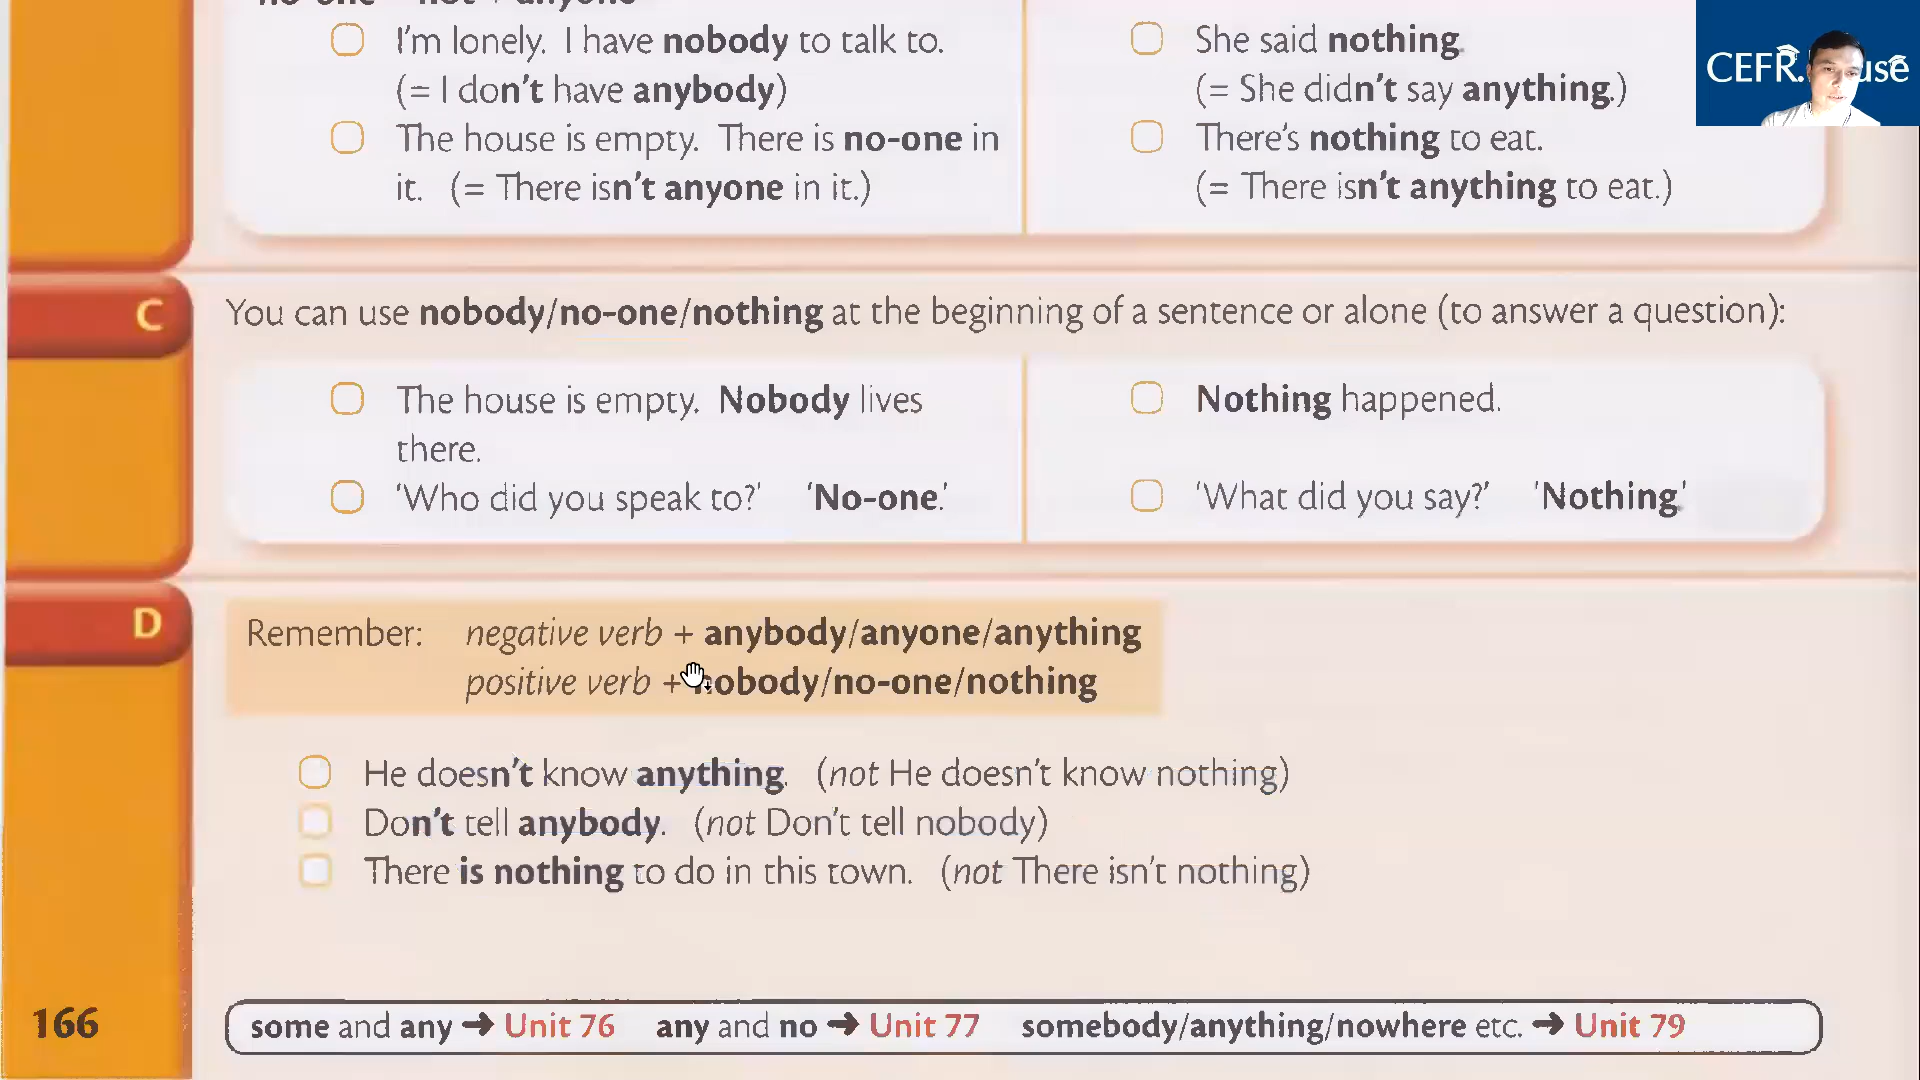 I'm lonely. I have nobody to talk to.
(= I don't have anybody)
The house is empty. There is no-one in
it. (= There isn't anyone in it.)
She said nothing.
(= She didn't say anything.)
There's nothing to eat.
(= There isn't anything to eat.)
CEFR.
C
You can use nobody/no-one/nothing at the beginning of a sentence or alone (to answer a question):
The house is empty. Nobody lives
there.
'Who did you speak to?' 'No-one.'
Nothing happened.
'What did you say?' 'Nothing.'
D
Remember: negative verb + anybody/anyone/anything
positive verb + nobody/no-one/nothing
He doesn't know anything. (not He doesn't know nothing)
Don't tell anybody. (not Don't tell nobody)
There is nothing to do in this town. (not There isn't nothing)
166
some and any ➜ Unit 76 any and no ➜ Unit 77 somebody/anything/nowhere etc. ➜ Unit 79